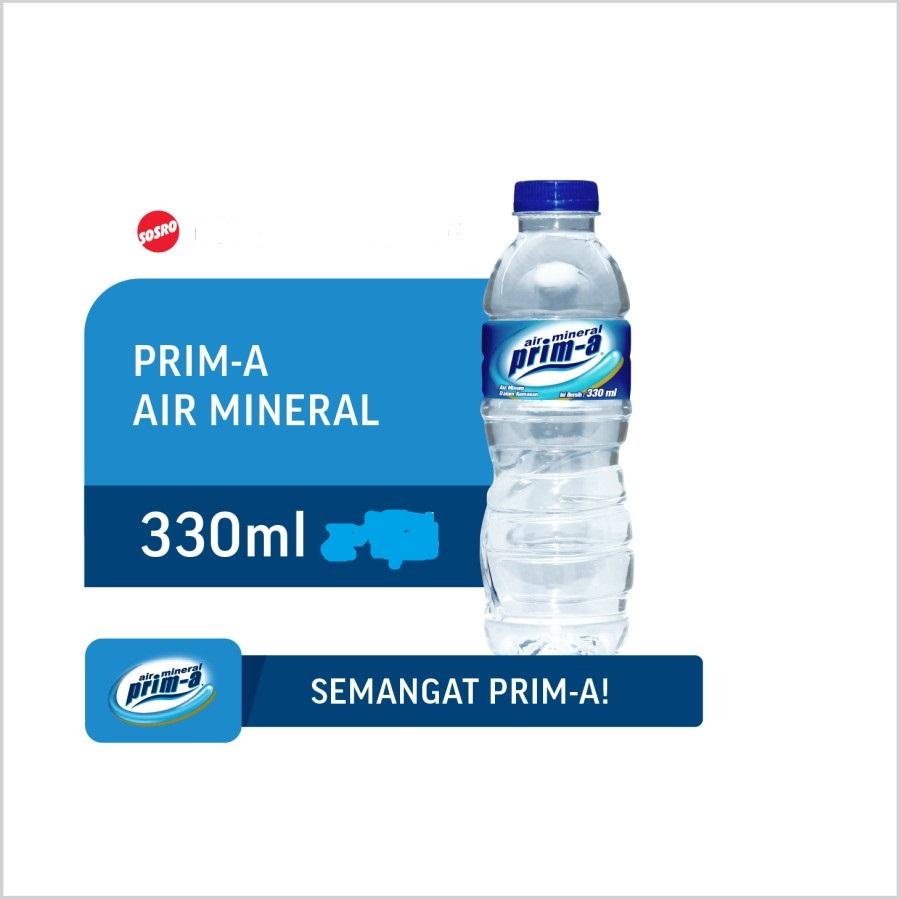 SOSRO
PRIM-A
AIR MINERAL
330ml
air mineral
prim-a
Air Minum
Dalam Kemasan
Isi Bersih : 330 ml
air mineral
prim-a
SEMANGAT PRIM-A!